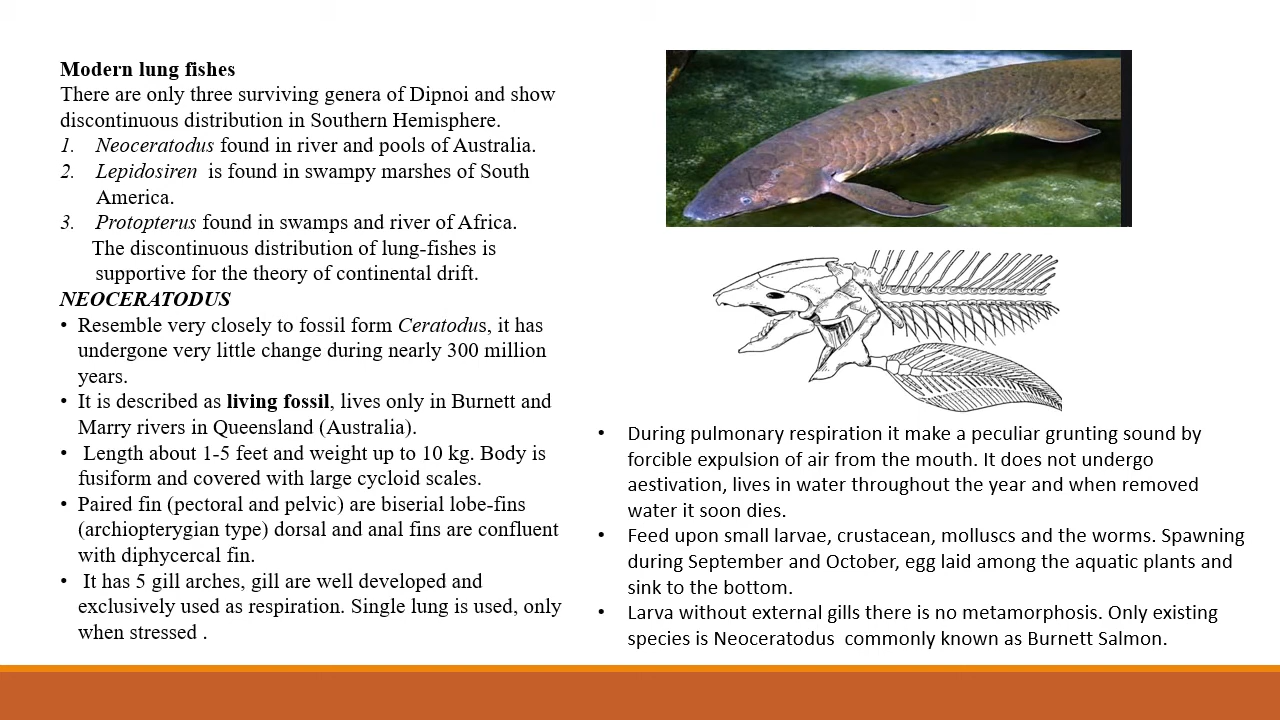 Modern lung fishes
There are only three surviving genera of Dipnoi and show
discontinuous distribution in Southern Hemisphere.
1. Neoceratodus found in river and pools of Australia.
2. Lepidosiren is found in swampy marshes of South
America.
3. Protopterus found in swamps and river of Africa.
The discontinuous distribution of lung-fishes is
supportive for the theory of continental drift.
NEOCERATODUS
• Resemble very closely to fossil form Ceratodus, it has
undergone very little change during nearly 300 million
years.
• It is described as living fossil, lives only in Burnett and
Marry rivers in Queensland (Australia).
• Length about 1-5 feet and weight up to 10 kg. Body is
fusiform and covered with large cycloid scales.
• Paired fin (pectoral and pelvic) are biserial lobe-fins
(archiopterygian type) dorsal and anal fins are confluent
with diphycercal fin.
• It has 5 gill arches, gill are well developed and
exclusively used as respiration. Single lung is used, only
when stressed .
• During pulmonary respiration it make a peculiar grunting sound by
forcible expulsion of air from the mouth. It does not undergo
aestivation, lives in water throughout the year and when removed
water it soon dies.
• Feed upon small larvae, crustacean, molluscs and the worms. Spawning
during September and October, egg laid among the aquatic plants and
sink to the bottom.
• Larva without external gills there is no metamorphosis. Only existing
species is Neoceratodus commonly known as Burnett Salmon.